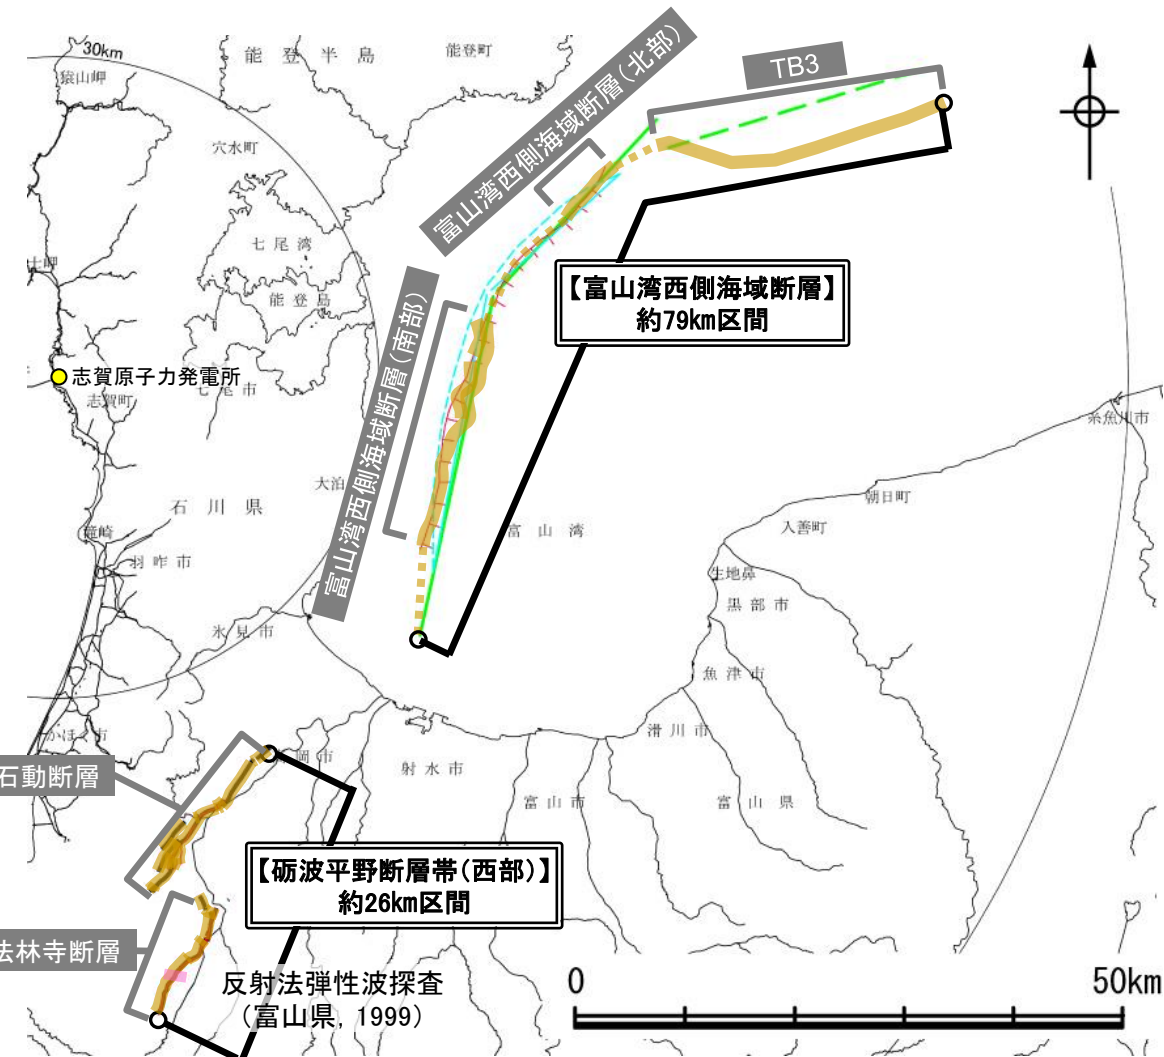 30km
猿山岬
能登半島
能登町
TB3
富山湾西側海域断層(北部)
穴水町
七尾湾
能登島
【富山湾西側海域断層】
約79km区間
富山湾西側海域断層(南部)
志賀原子力発電所
七尾市
志賀町
糸魚川市
大泊
石川県
朝日町
滝崎
富山湾
入善町
羽咋市
生地鼻
黒部市
氷見市
魚津市
滑川市
かほく市
岡市
射水市
石動断層
富山市
富山県
【砺波平野断層帯(西部)】
約26km区間
法林寺断層
反射法弾性波探査
(富山県, 1999)
0
50km